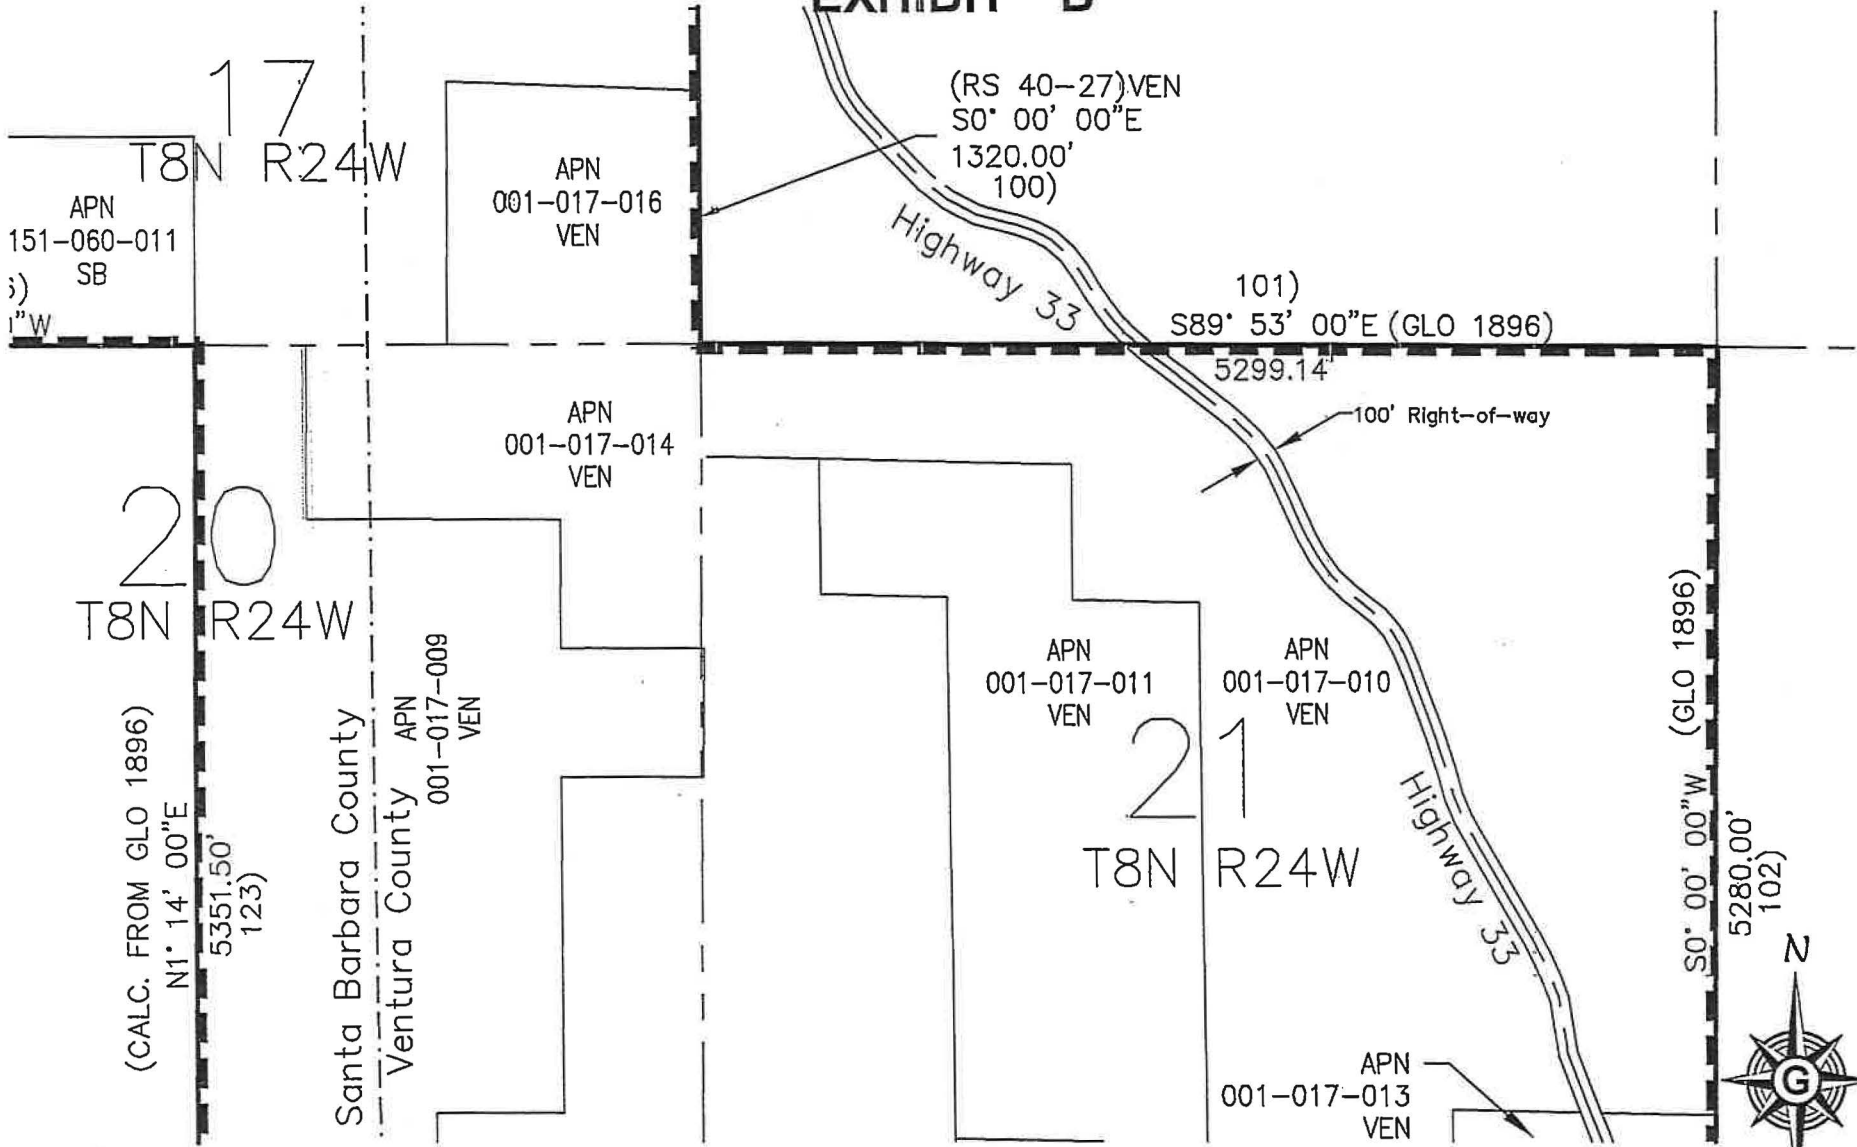 17
T8N R24W
APN
151-060-011
SB
"W
APN
001-017-016
VEN
(RS 40-27)VEN
S0° 00' 00"E
1320.00'
100)
Highway 33
101)
S89° 53' 00"E (GLO 1896)
5299.14'
100' Right-of-way
APN
001-017-014
VEN
20
T8N R24W
(CALC. FROM GLO 1896)
N1° 14' 00"E
5351.50'
123)
Santa Barbara County
Ventura County
APN
001-017-009
VEN
APN
001-017-011
VEN
APN
001-017-010
VEN
21
T8N R24W
Highway 33
(GLO 1896)
S0° 00' 00"W
5280.00'
102)
APN
001-017-013
VEN
N
G